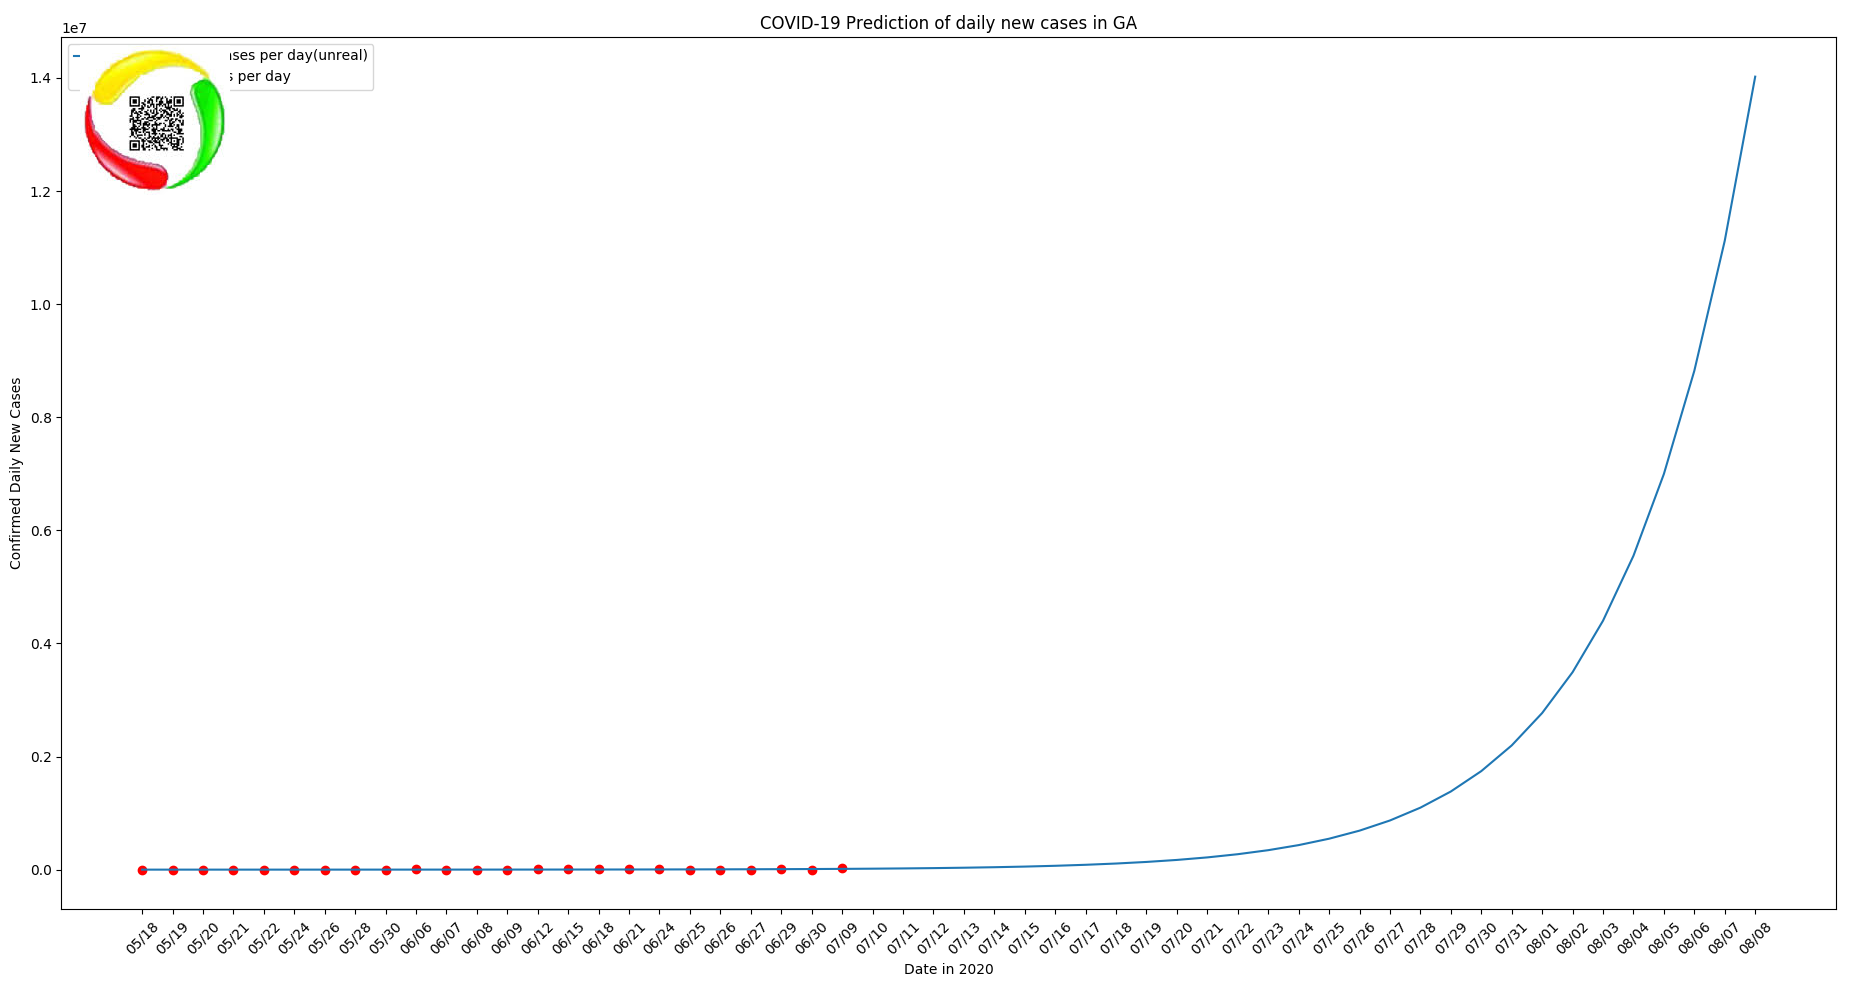 COVID-19 Prediction of daily new cases in GA
1e7
per day(unreal)
per day
1.4
1.2
1.0
0.8
0.6
0.4
0.2
0.0
Confirmed Daily New Cases
05/18 05/19 05/20 05/21 05/22 05/24 05/26 05/28 05/30 06/06 06/07 06/08 06/09 06/12 06/15 06/18 06/21 06/24 06/25 06/26 06/27 06/29 06/30 07/09 07/10 07/11 07/12 07/13 07/14 07/15 07/16 07/17 07/18 07/19 07/20 07/21 07/22 07/23 07/24 07/25 07/26 07/27 07/28 07/29 07/30 07/31 08/01 08/02 08/03 08/04 08/05 08/06 08/07 08/08
Date in 2020